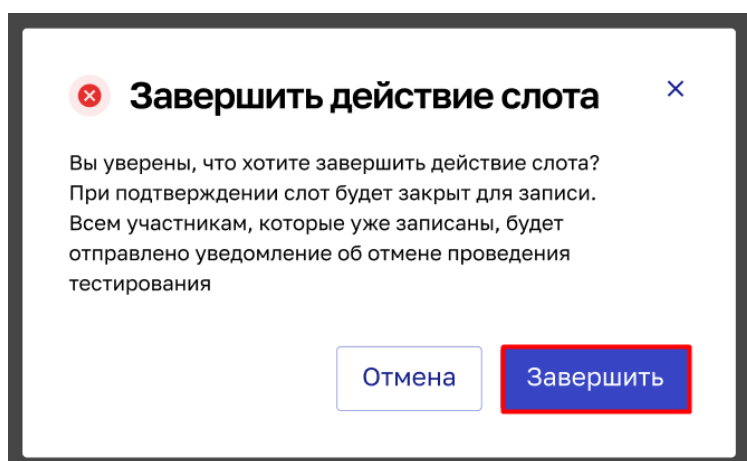 Завершить действие слота
Вы уверены, что хотите завершить действие слота?
При подтверждении слот будет закрыт для записи.
Всем участникам, которые уже записаны, будет
отправлено уведомление об отмене проведения
тестирования
Отмена
Завершить